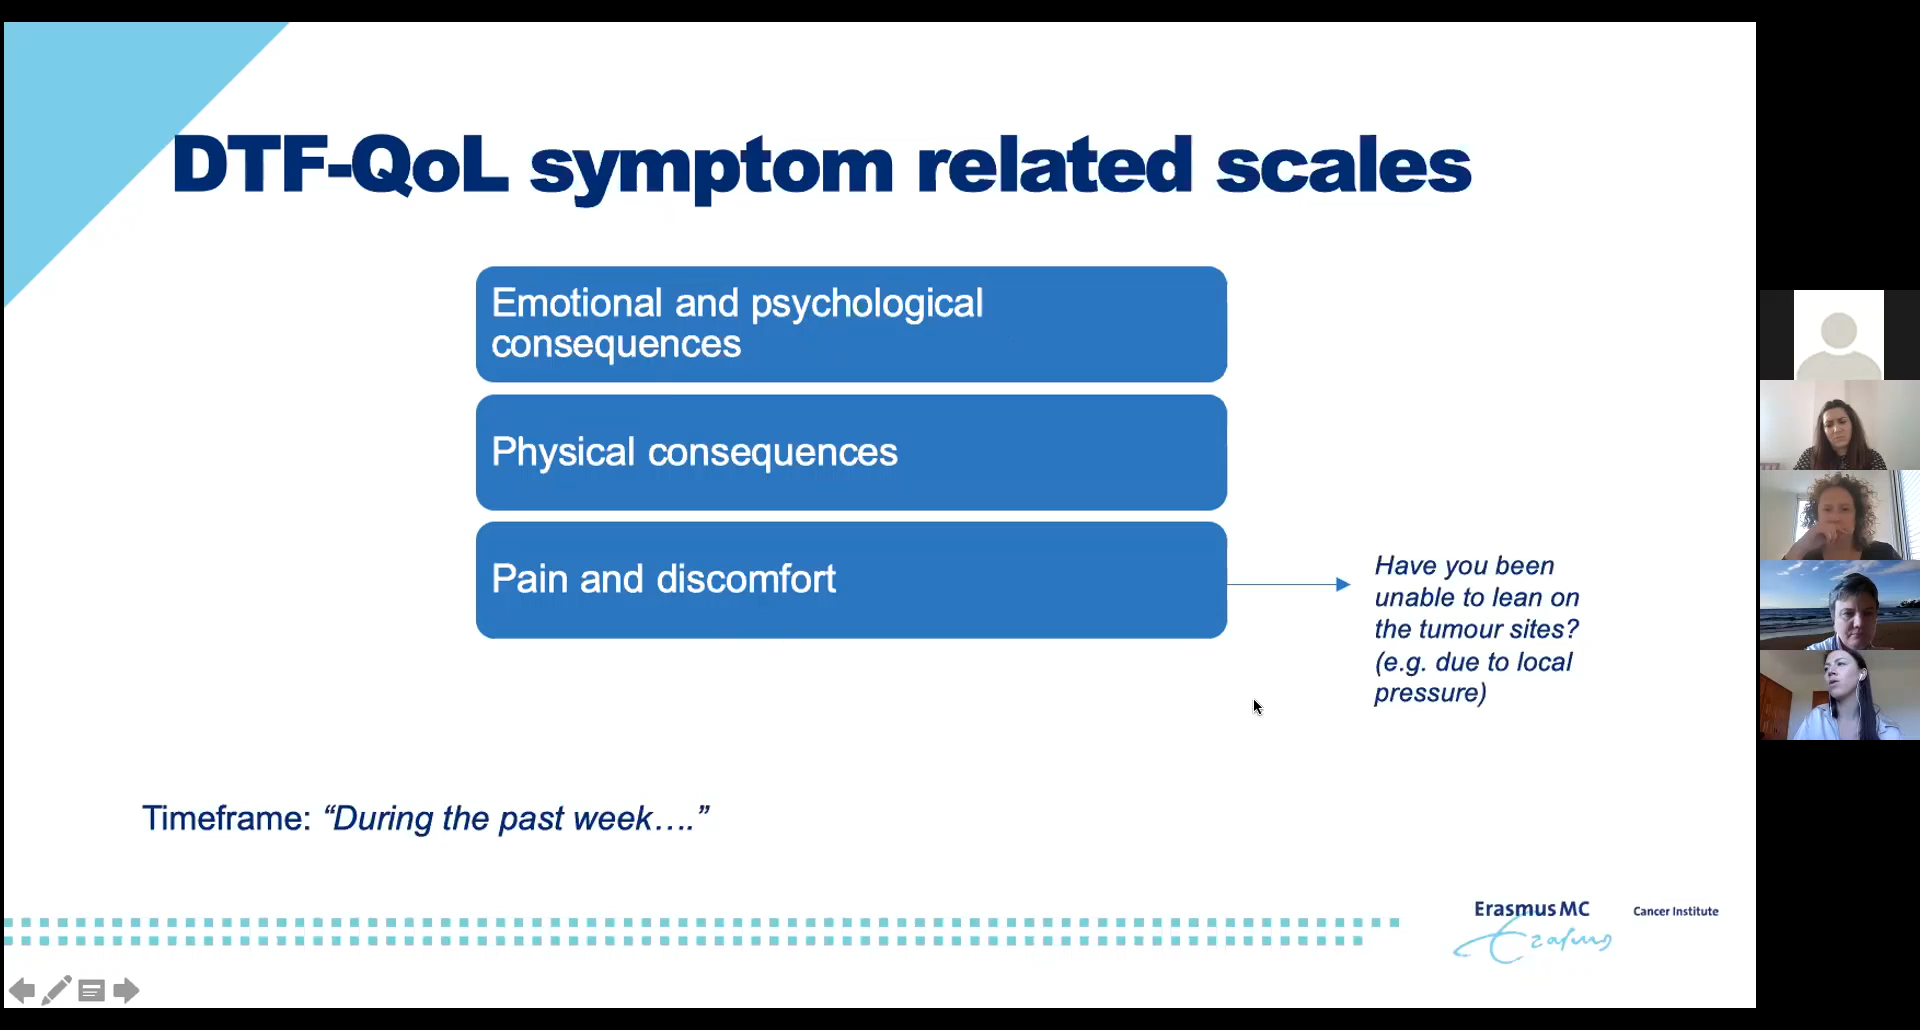 DTF-QoL symptom related scales
Emotional and psychological
consequences
Physical consequences
Pain and discomfort
Have you been
unable to lean on
the tumour sites?
(e.g. due to local
pressure)
Timeframe: “During the past week….”
Erasmus MC
Cancer Institute
Erasmus